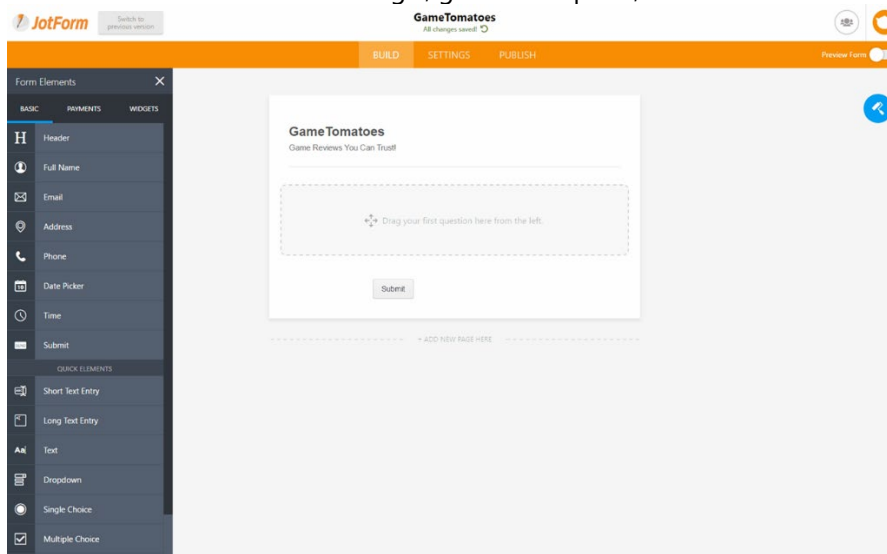 JotForm
Switch to
previous version
GameTomatoes
All changes saved!
BUILD SETTINGS PUBLISH
Preview Form
Form Elements
BASIC PAYMENTS WIDGETS
H Header
Full Name
Email
Address
Phone
Date Picker
Time
Submit
QUICK ELEMENTS
Short Text Entry
Long Text Entry
Text
Dropdown
Single Choice
Multiple Choice
GameTomatoes
Game Reviews You Can Trust!
Drag your first question here from the left.
Submit
+ ADD NEW PAGE HERE